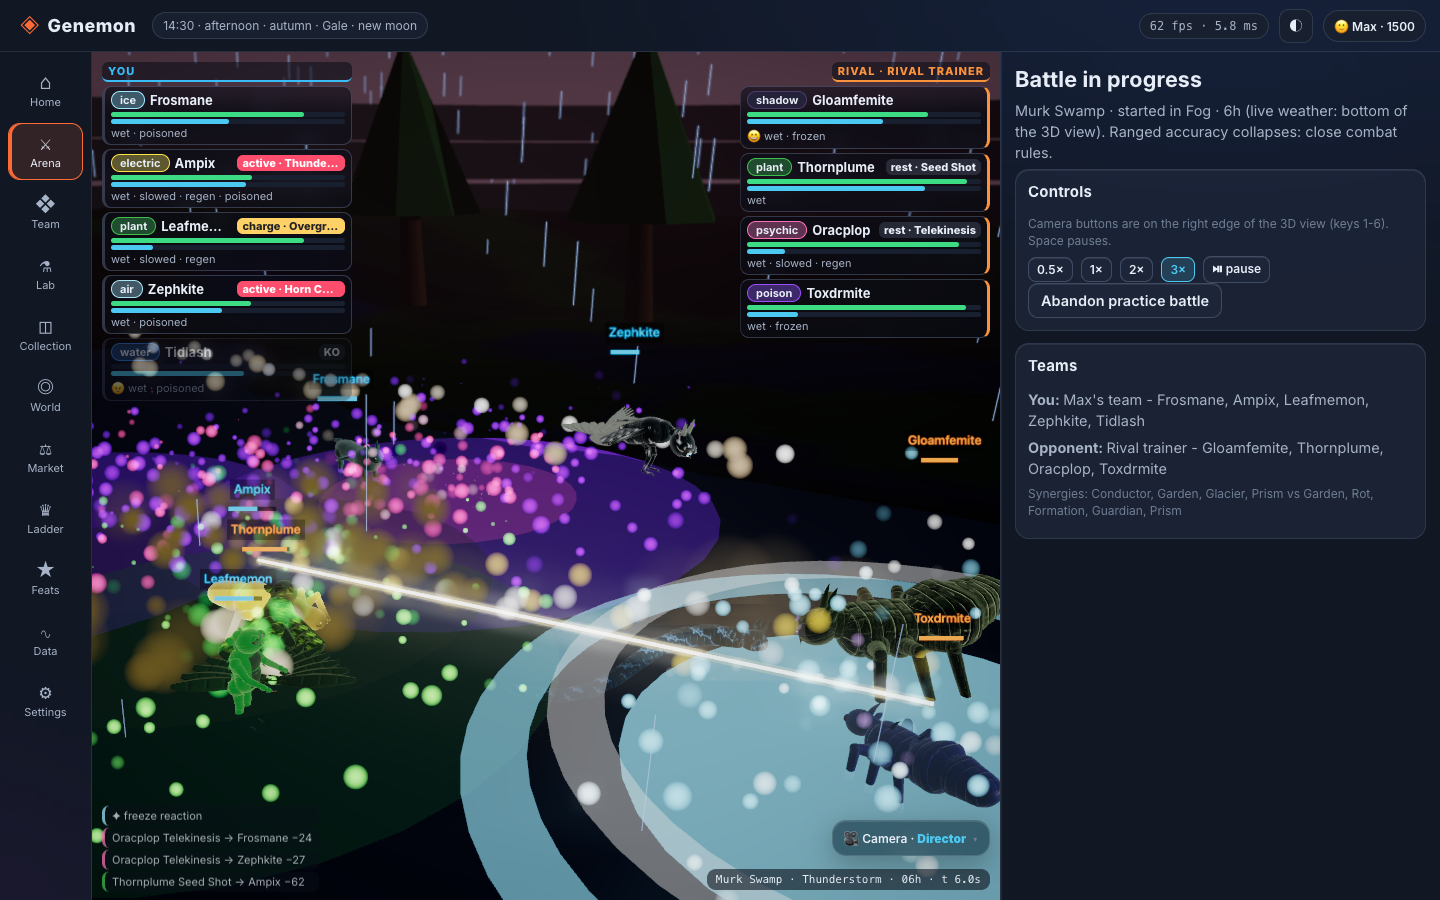 Genemon
14:30 · afternoon · autumn · Gale · new moon
62 fps · 5.8 ms
Max · 1500
Home
Arena
Team
Lab
Collection
World
Market
Ladder
Feats
Data
Settings
YOU
ice Frosmane
wet · poisoned
electric Ampix active · Thunde...
wet · slowed · regen · poisoned
plant Leafme... charge · Overgr...
wet · slowed · regen
air Zephkite active · Horn C...
wet · poisoned
water Tidlash KO
wet · poisoned
RIVAL · RIVAL TRAINER
shadow Gloamfemite
wet · frozen
plant Thornplume rest · Seed Shot
wet
psychic Oracplop rest · Telekinesis
wet · slowed · regen
poison Toxdrmite
wet · frozen
Zephkite
Frosmane
Gloamfemite
Ampix
Thornplume
Leafmemon
Toxdrmite
✦ freeze reaction
Oracplop Telekinesis → Frosmane −24
Oracplop Telekinesis → Zephkite −27
Thornplume Seed Shot → Ampix −62
Camera · Director
Murk Swamp · Thunderstorm · 06h · t 6.0s
Battle in progress
Murk Swamp · started in Fog · 6h (live weather: bottom of
the 3D view). Ranged accuracy collapses: close combat
rules.
Controls
Camera buttons are on the right edge of the 3D view (keys 1-6).
Space pauses.
0.5× 1× 2× 3× pause
Abandon practice battle
Teams
You: Max's team - Frosmane, Ampix, Leafmemon,
Zephkite, Tidlash
Opponent: Rival trainer - Gloamfemite, Thornplume,
Oracplop, Toxdrmite
Synergies: Conductor, Garden, Glacier, Prism vs Garden, Rot,
Formation, Guardian, Prism